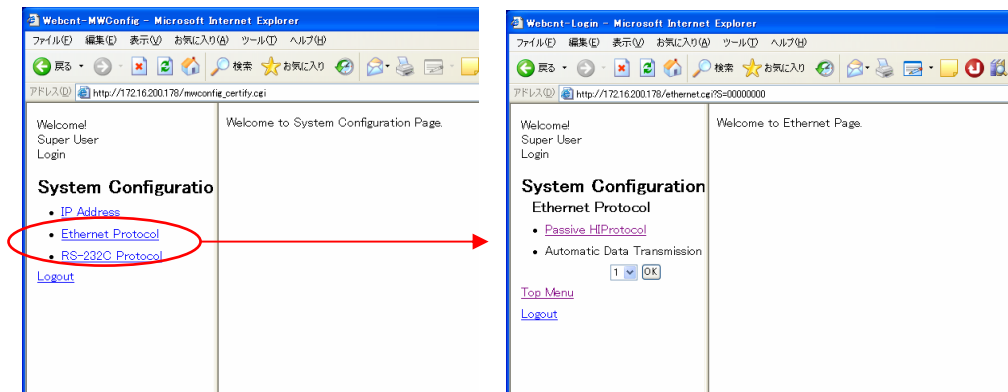 Webcnt-MWConfig - Microsoft Internet Explorer
ファイル(F) 編集(E) 表示(V) お気に入り(A) ツール(T) ヘルプ(H)
戻る 検索 お気に入り
アドレス(D) http://172.16.200.178/mwconfig_certify.cgi
Welcome!
Super User
Login
System Configuratio
IP Address
Ethernet Protocol
RS-232C Protocol
Logout
Welcome to System Configuration Page.
Webcnt-Login - Microsoft Internet Explorer
ファイル(F) 編集(E) 表示(V) お気に入り(A) ツール(T) ヘルプ(H)
戻る 検索 お気に入り
アドレス(D) http://172.16.200.178/ethernet.cgi?S=00000000
Welcome!
Super User
Login
System Configuration
Ethernet Protocol
Passive HIProtocol
Automatic Data Transmission
1 OK
Top Menu
Logout
Welcome to Ethernet Page.